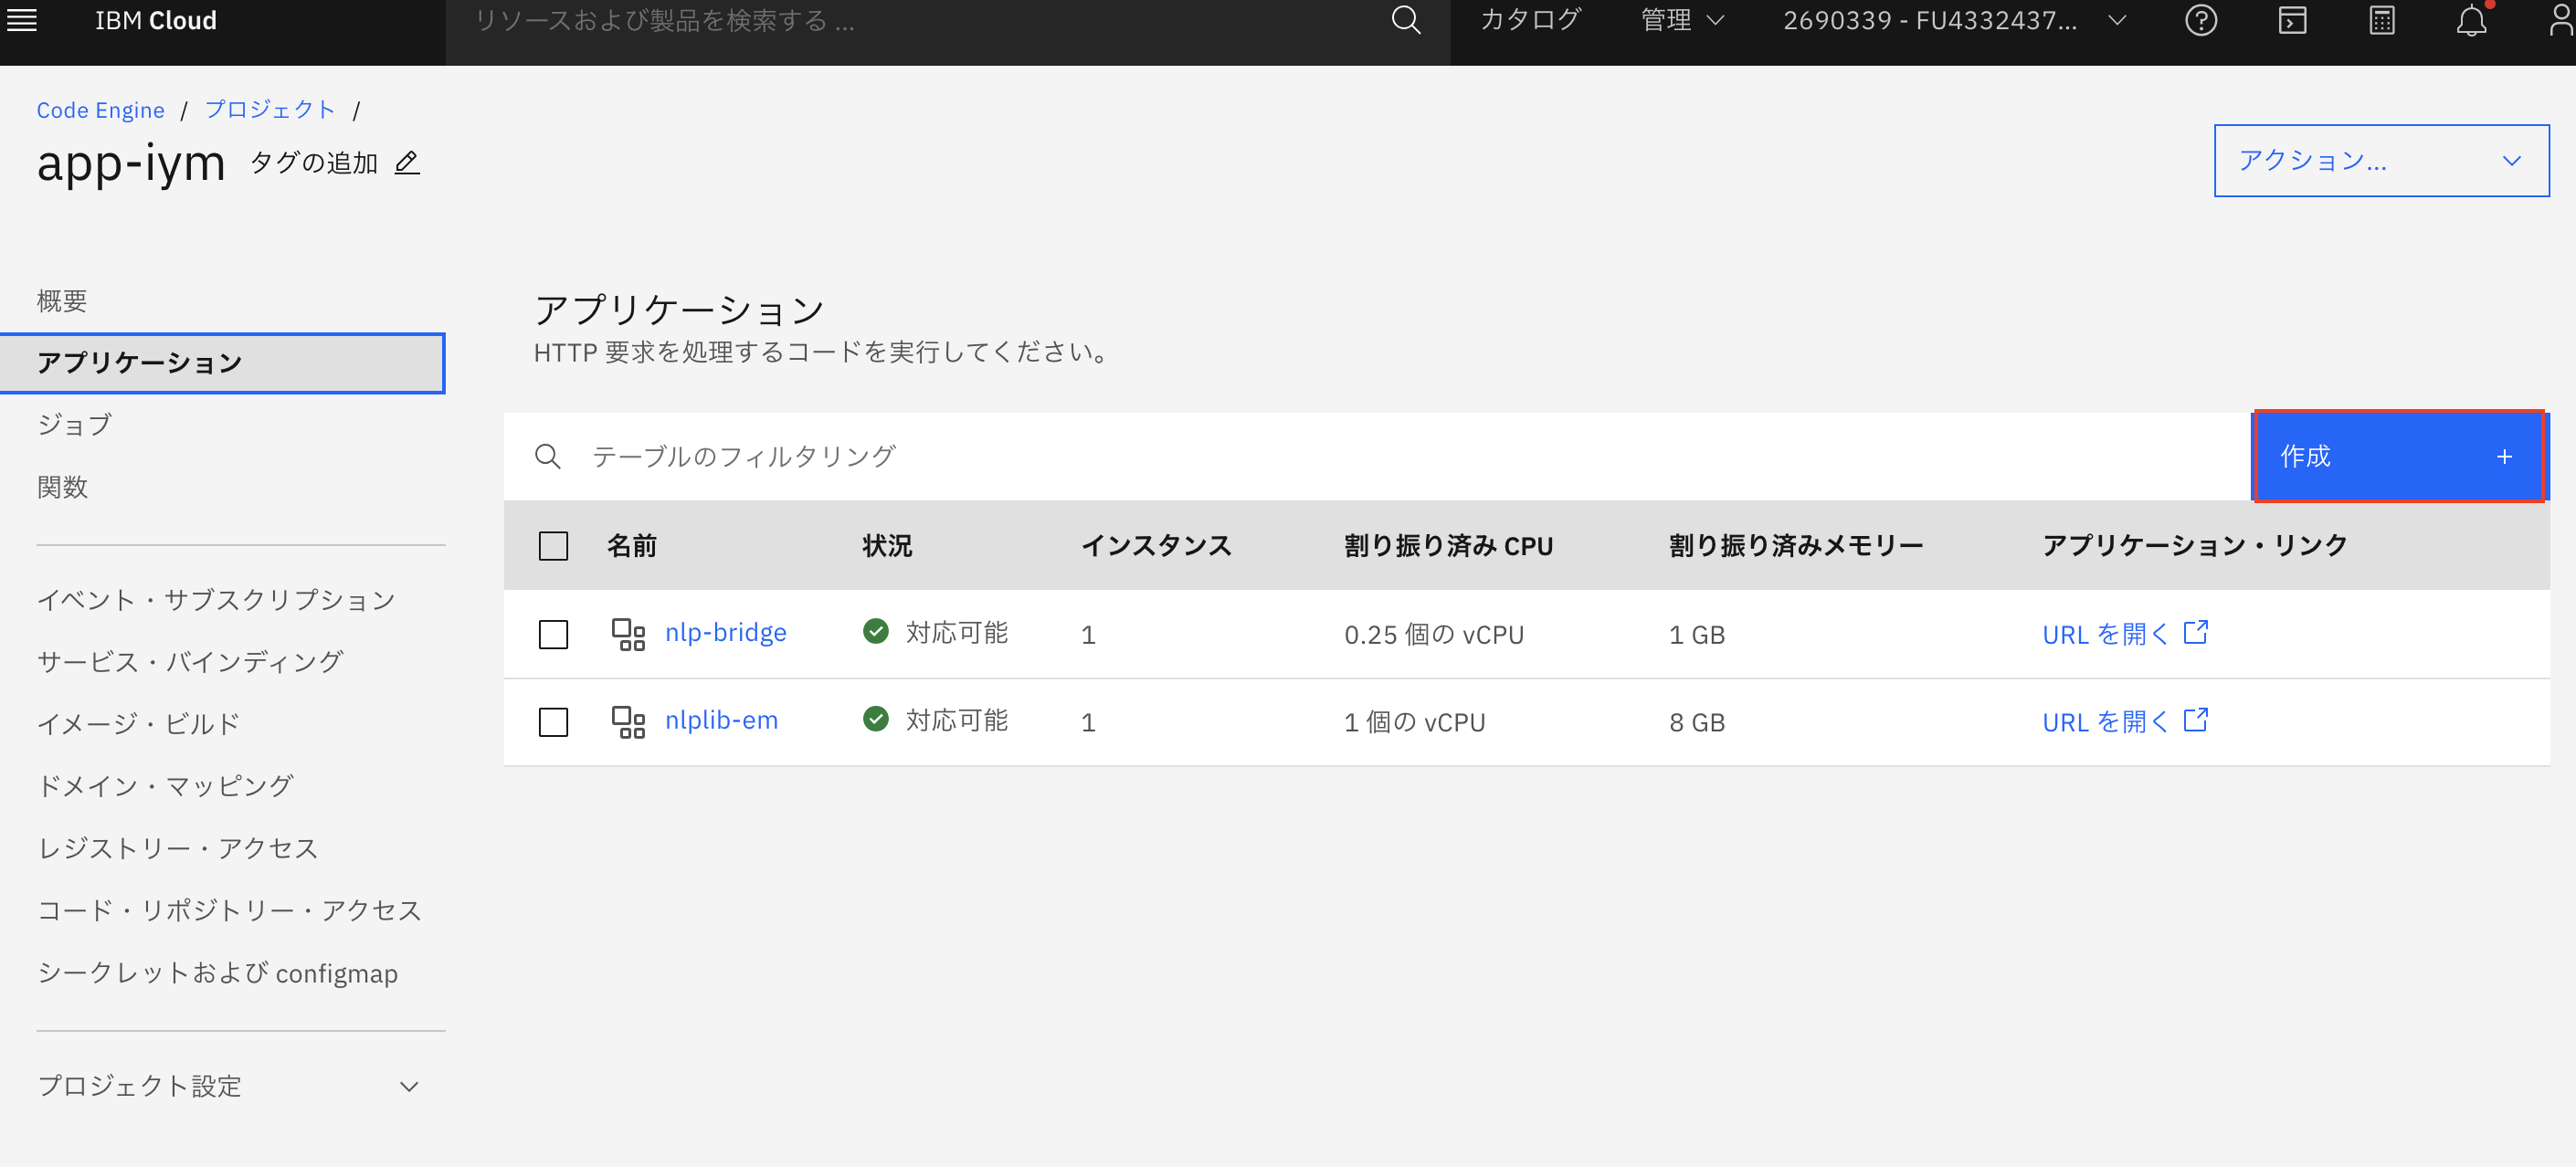 IBM Cloud
リソースおよび製品を検索する ...
カタログ
管理
2690339 - FU4332437...
Code Engine / プロジェクト /
app-iym タグの追加
アクション...
概要
アプリケーション
ジョブ
関数
イベント・サブスクリプション
サービス・バインディング
イメージ・ビルド
ドメイン・マッピング
レジストリー・アクセス
コード・リポジトリー・アクセス
シークレットおよび configmap
プロジェクト設定
アプリケーション
HTTP 要求を処理するコードを実行してください。
テーブルのフィルタリング
作成 +
名前 状況 インスタンス 割り振り済み CPU 割り振り済みメモリー アプリケーション・リンク
nlp-bridge 対応可能 1 0.25 個の vCPU 1 GB URL を開く
nlplib-em 対応可能 1 1 個の vCPU 8 GB URL を開く